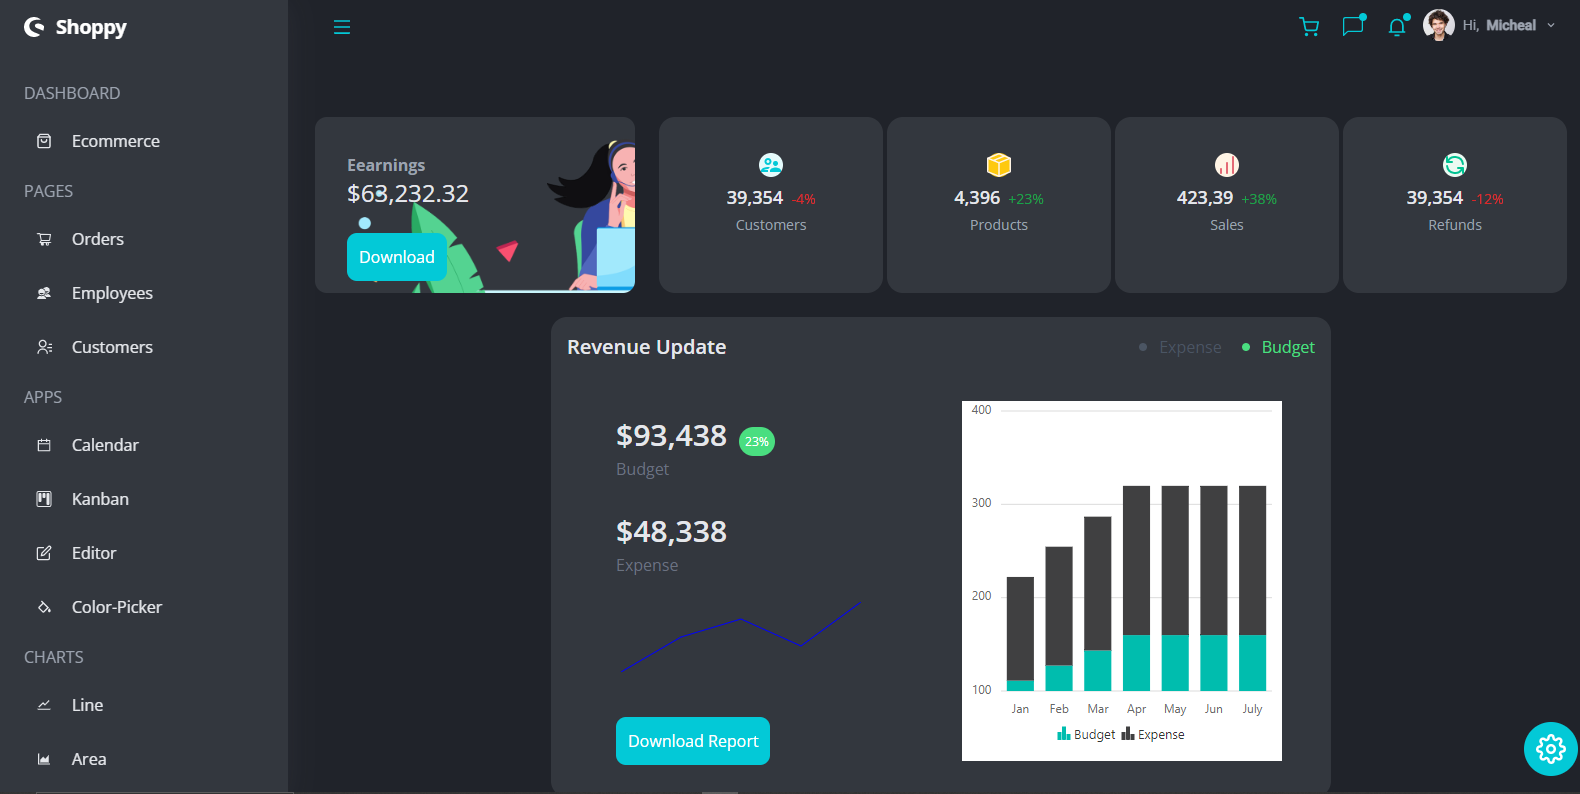 Shoppy
Hi, Micheal
DASHBOARD
Ecommerce
PAGES
Orders
Employees
Customers
APPS
Calendar
Kanban
Editor
Color-Picker
CHARTS
Line
Area
Earnings
$63,232.32
Download
39,354 -4%
Customers
4,396 +23%
Products
423,39 +38%
Sales
39,354 -12%
Refunds
Revenue Update
Expense Budget
$93,438 23%
Budget
$48,338
Expense
Download Report
400
300
200
100
Jan Feb Mar Apr May Jun July
Budget Expense